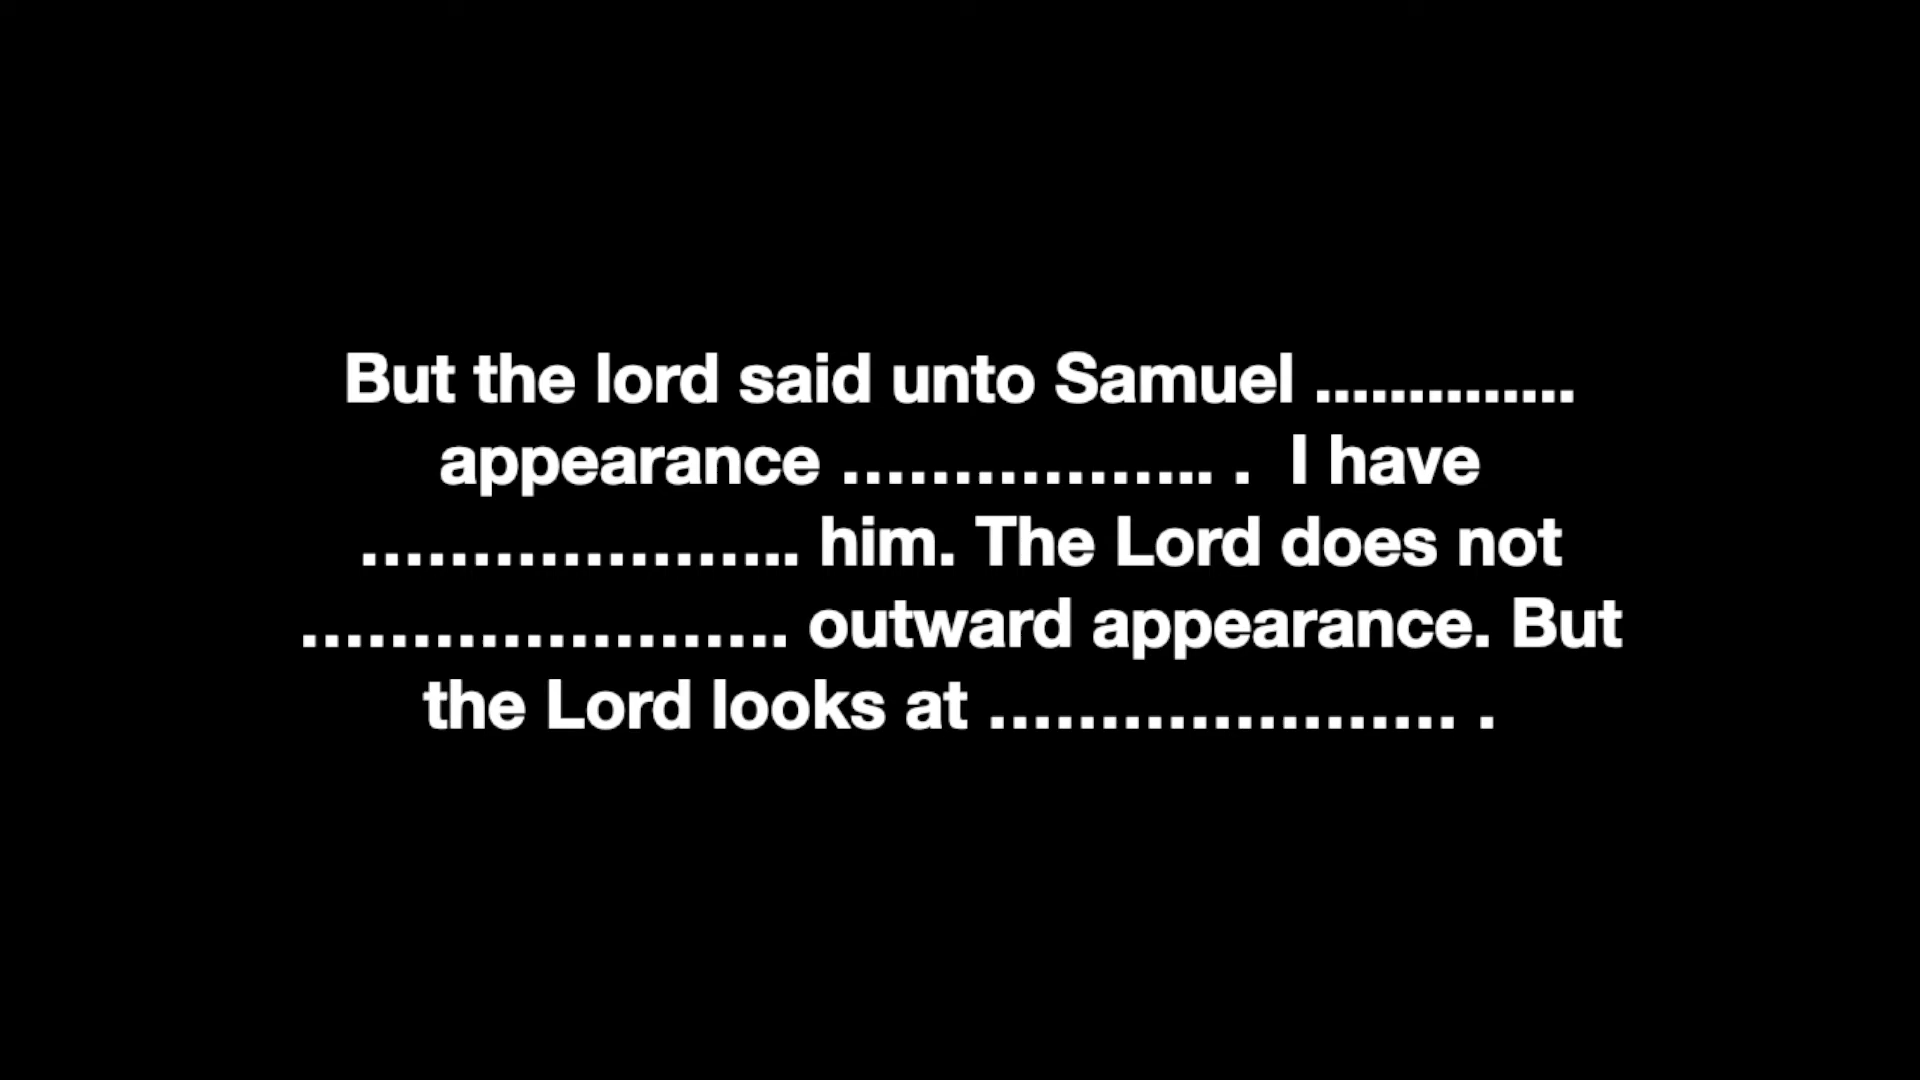 But the lord said unto Samuel ..............
appearance …………….. .  I have
……………….. him. The Lord does not
…………………. outward appearance. But
the Lord looks at ………………… .